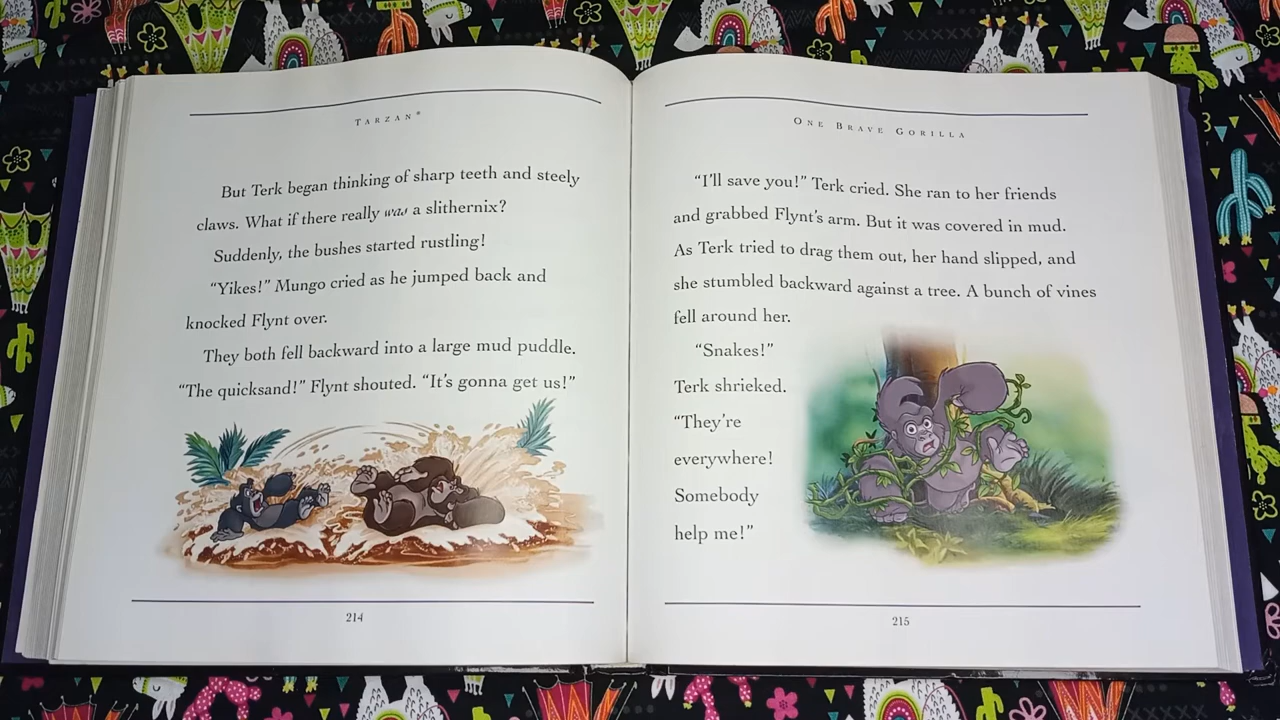 TARZAN®
But Terk began thinking of sharp teeth and steely
claws. What if there really was a slithernix?
Suddenly, the bushes started rustling!
“Yikes!” Mungo cried as he jumped back and
knocked Flynt over.
They both fell backward into a large mud puddle.
“The quicksand!” Flynt shouted. “It’s gonna get us!”
214
ONE BRAVE GORILLA
“I’ll save you!” Terk cried. She ran to her friends
and grabbed Flynt’s arm. But it was covered in mud.
As Terk tried to drag them out, her hand slipped, and
she stumbled backward against a tree. A bunch of vines
fell around her.
“Snakes!”
Terk shrieked.
“They’re
everywhere!
Somebody
help me!”
215